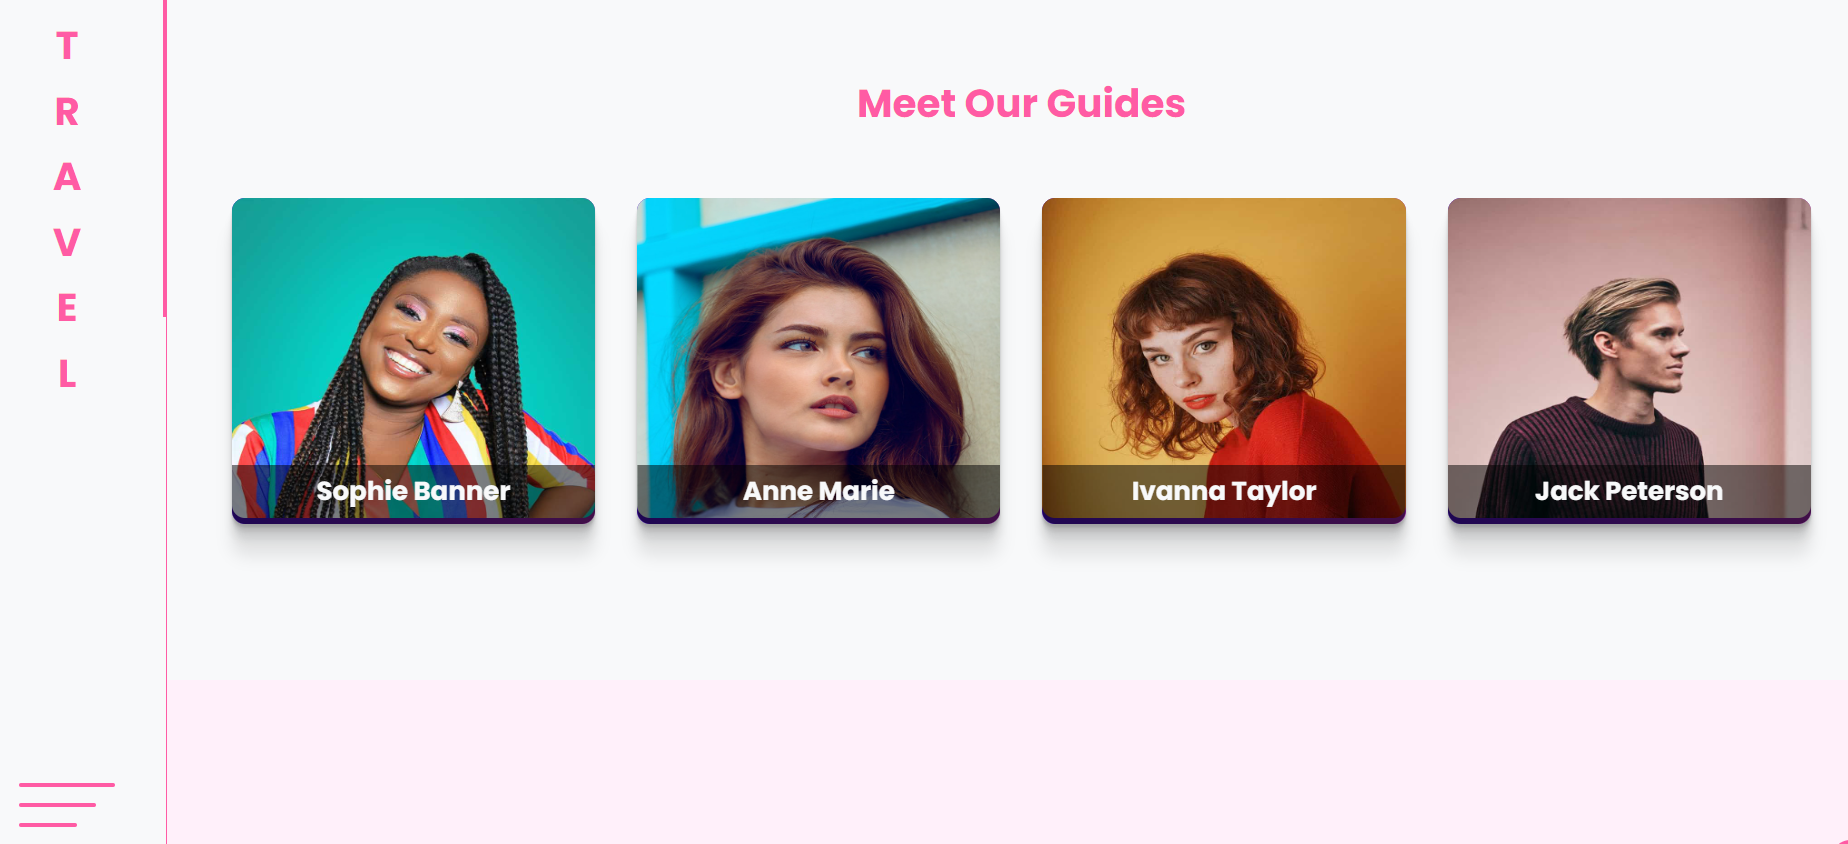 T
R
A
V
E
L
Meet Our Guides
Sophie Banner
Anne Marie
Ivanna Taylor
Jack Peterson